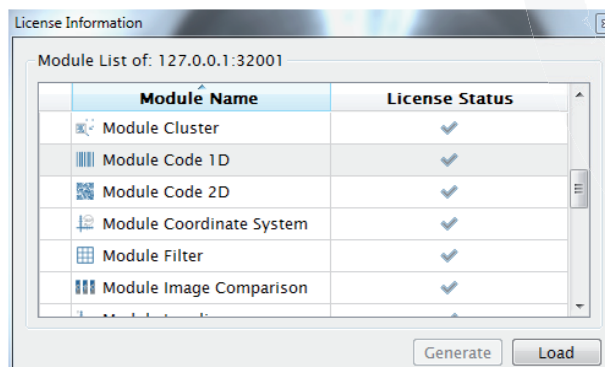 License Information
Module List of: 127.0.0.1:32001
Module Name License Status
Module Cluster
Module Code 1D
Module Code 2D
Module Coordinate System
Module Filter
Module Image Comparison
Generate Load